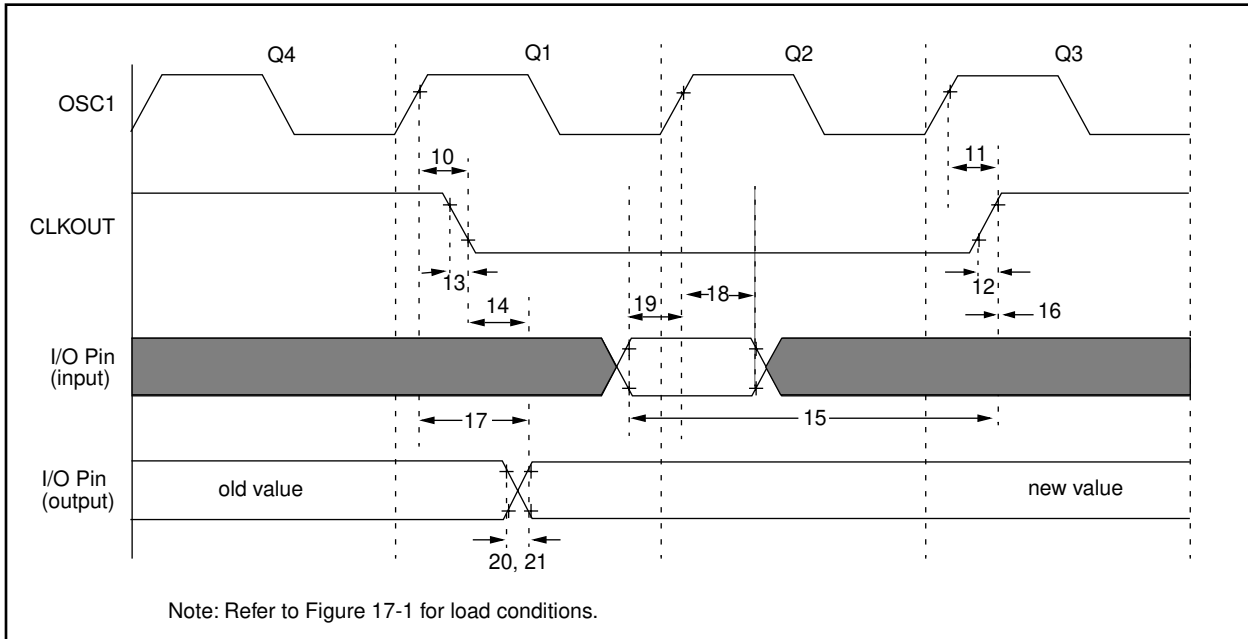 Q4 Q1 Q2 Q3
OSC1
10 11
CLKOUT
13 12
14 19 18 16
I/O Pin
(input)
17 15
I/O Pin
(output)
old value new value
20, 21
Note: Refer to Figure 17-1 for load conditions.